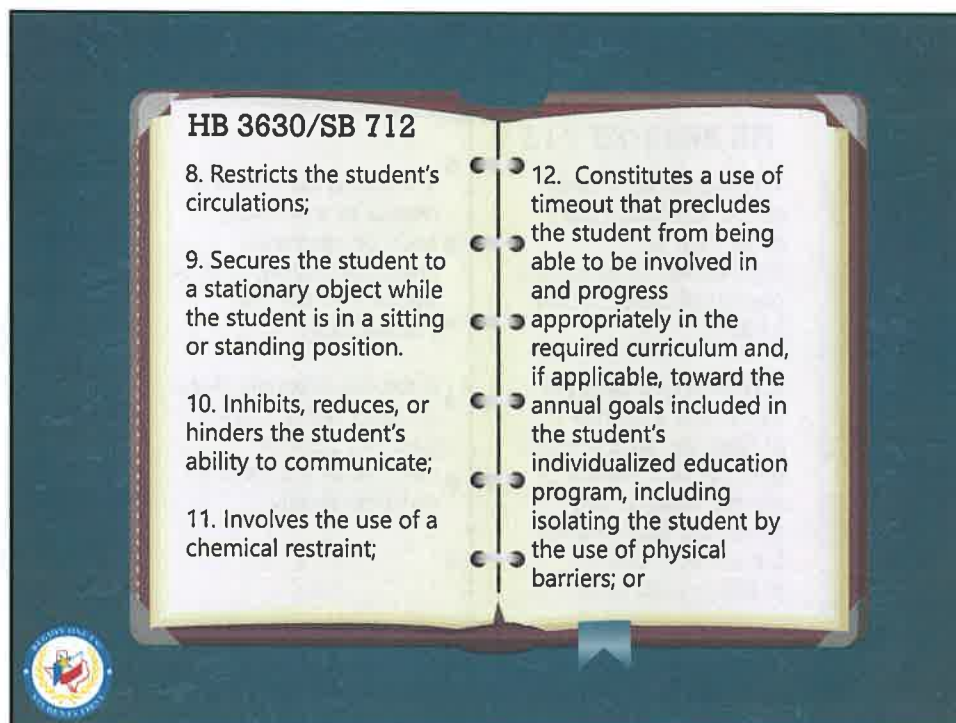 HB 3630/SB 712
8. Restricts the student's
circulations;
9. Secures the student to
a stationary object while
the student is in a sitting
or standing position.
10. Inhibits, reduces, or
hinders the student's
ability to communicate;
11. Involves the use of a
chemical restraint;
12. Constitutes a use of
timeout that precludes
the student from being
able to be involved in
and progress
appropriately in the
required curriculum and,
if applicable, toward the
annual goals included in
the student's
individualized education
program, including
isolating the student by
the use of physical
barriers; or
STUDENTS FIRST